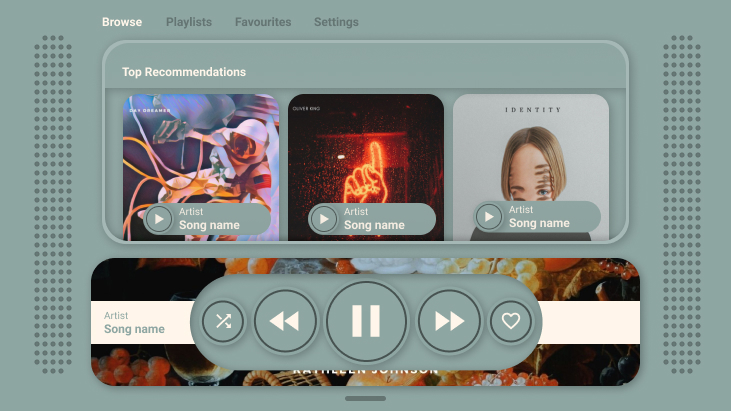 Browse Playlists Favourites Settings
Top Recommendations
DAY DREAMER
OLIVER KING
IDENTITY
Artist
Song name
Artist
Song name
Artist
Song name
Artist
Song name
KATHLEEN JOHNSON